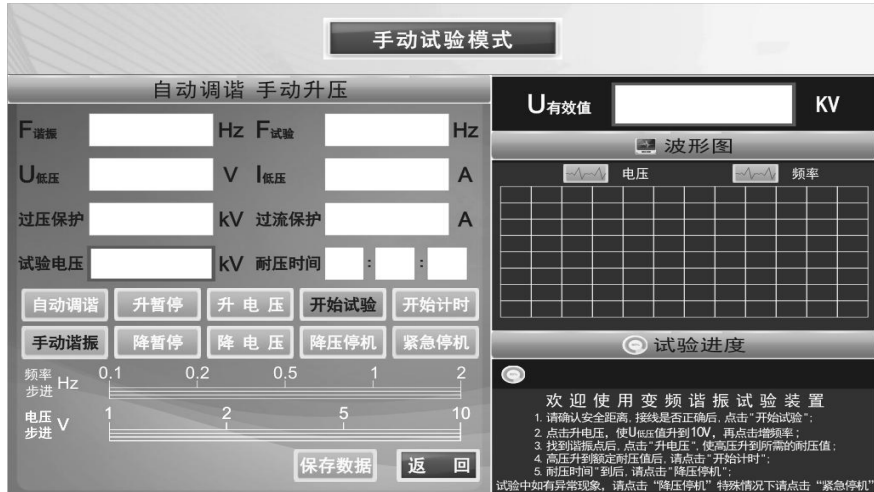 手动试验模式
自动调谐 手动升压
F谐振 Hz F试验 Hz
U低压 V I低压 A
过压保护 kV 过流保护 A
试验电压 kV 耐压时间 : :
自动调谐 升暂停 升电压 开始试验 开始计时
手动谐振 降暂停 降电压 降压停机 紧急停机
频率步进 Hz 0.1 0.2 0.5 1 2
电压步进 V 1 2 5 10
保存数据 返回
U有效值 KV
波形图
电压 频率
试验进度
欢迎使用变频谐振试验装置
1. 请确认安全距离, 接线是否正确后, 点击"开始试验";
2. 点击升电压, 使U低压值升到10V, 再点击增频率;
3. 找到谐振点后, 点击"升电压", 使高压升到所需的耐压值;
4. 高压升到额定耐压值后, 请点击"开始计时";
5. 耐压时间"到后, 请点击"降压停机";
试验中如有异常现象, 请点击“降压停机”特殊情况下请点击“紧急停机”